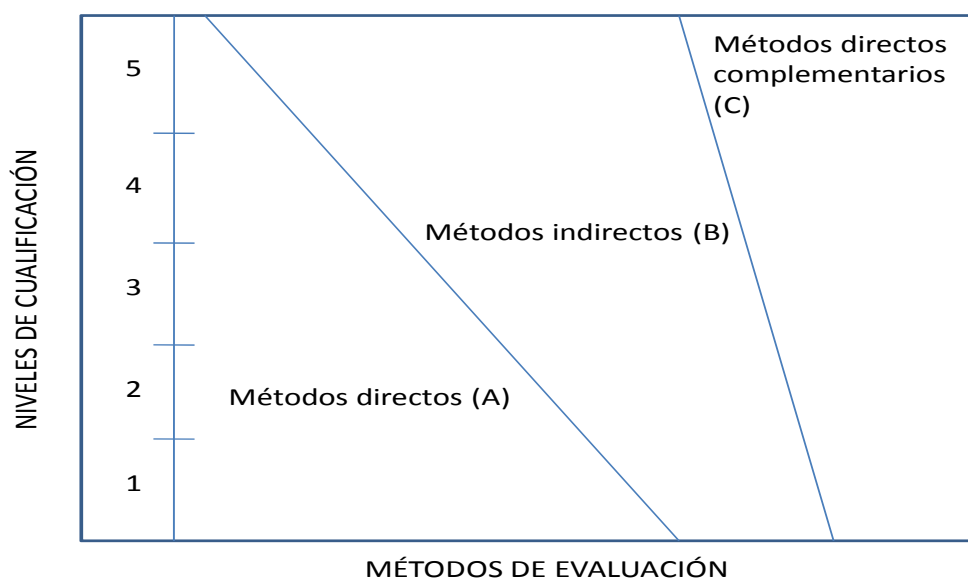 NIVELES DE CUALIFICACIÓN
5
4
3
2
1
Métodos directos
complementarios
(C)
Métodos indirectos (B)
Métodos directos (A)
MÉTODOS DE EVALUACIÓN